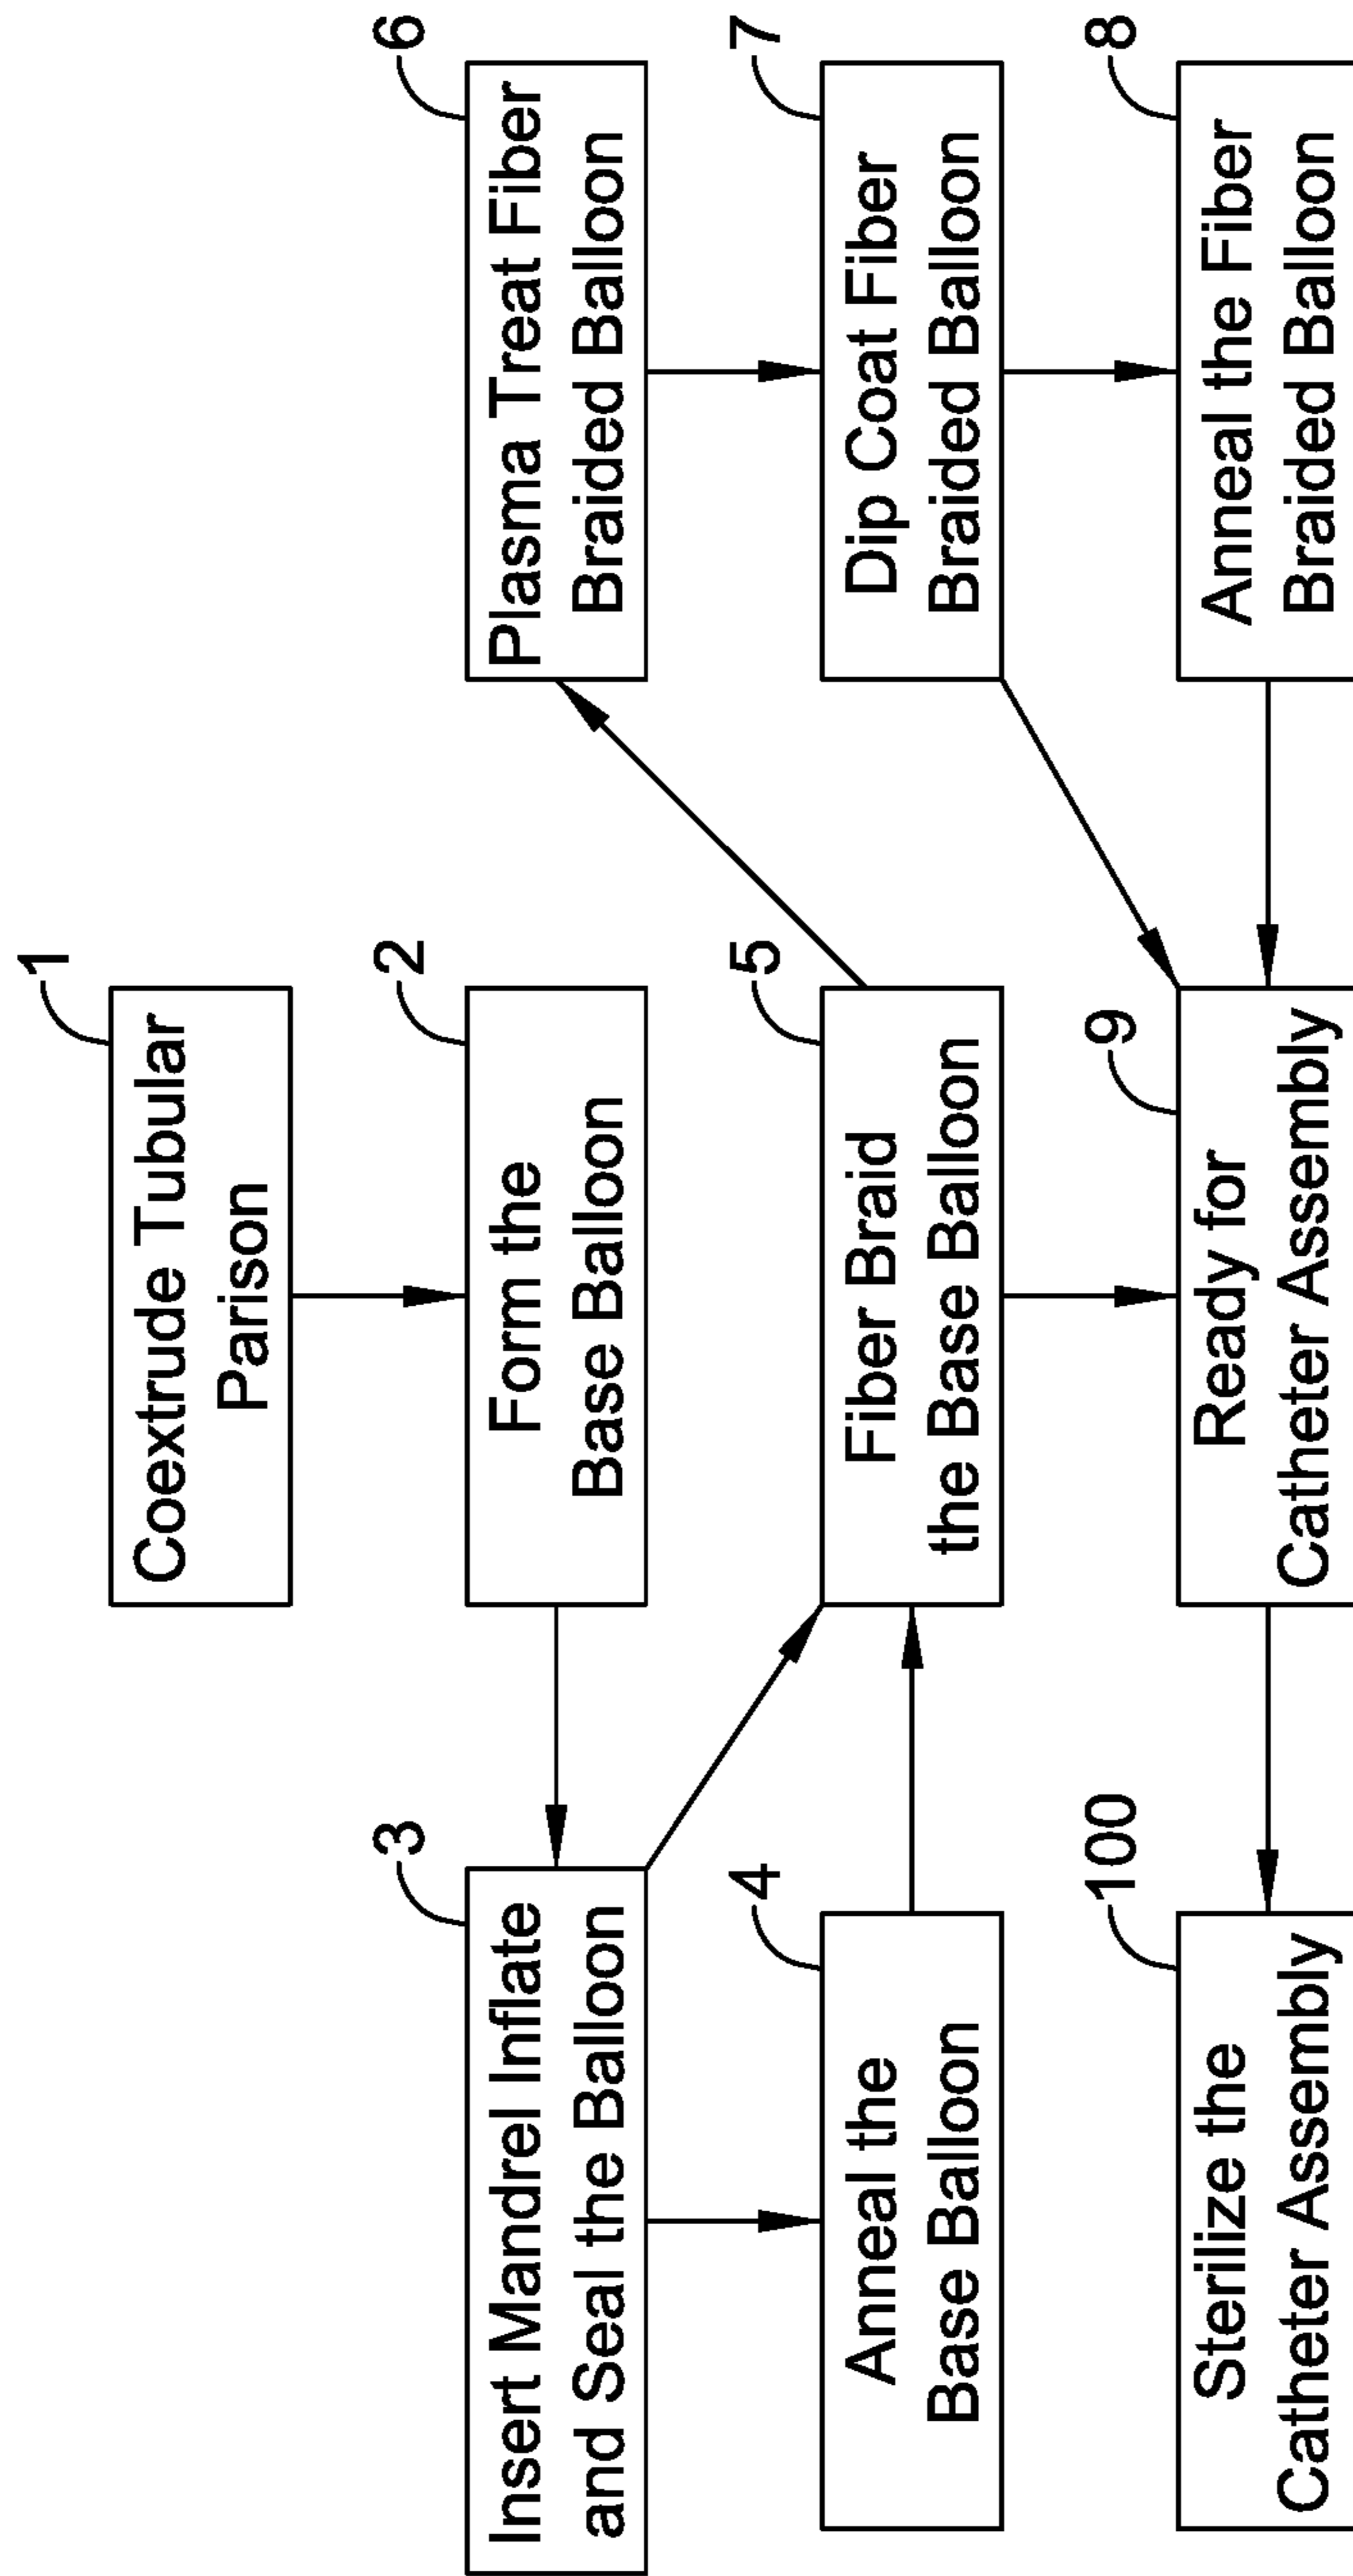 1
Coextrude Tubular
Parison
3
Insert Mandrel Inflate
and Seal the Balloon
2
Form the
Base Balloon
6
Plasma Treat Fiber
Braided Balloon
4
Anneal the
Base Balloon
5
Fiber Braid
the Base Balloon
7
Dip Coat Fiber
Braided Balloon
100
Sterilize the
Catheter Assembly
9
Ready for
Catheter Assembly
8
Anneal the Fiber
Braided Balloon